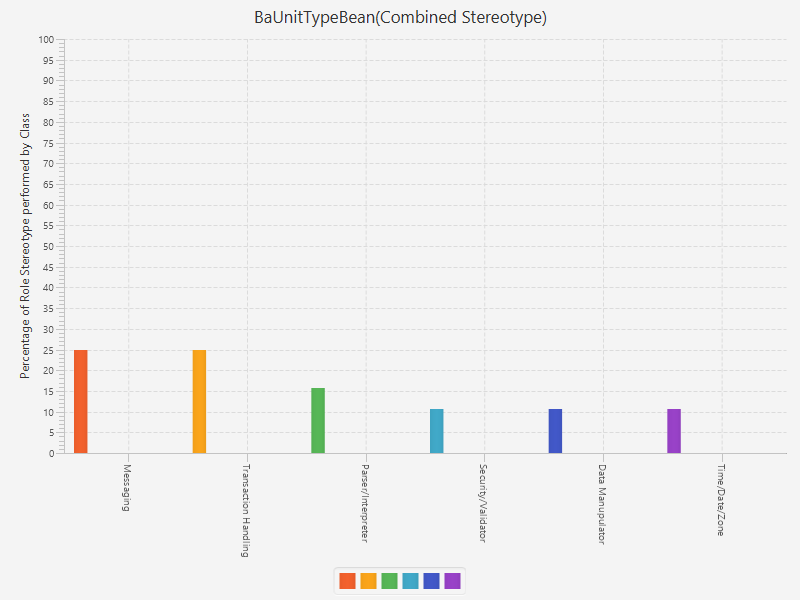 BaUnitTypeBean(Combined Stereotype)
Percentage of Role Stereotype performed by Class
100
95
90
85
80
75
70
65
60
55
50
45
40
35
30
25
20
15
10
5
0
Messaging
Transaction Handling
Parser/Interpreter
Security/Validator
Data Manupulator
Time/Date/Zone